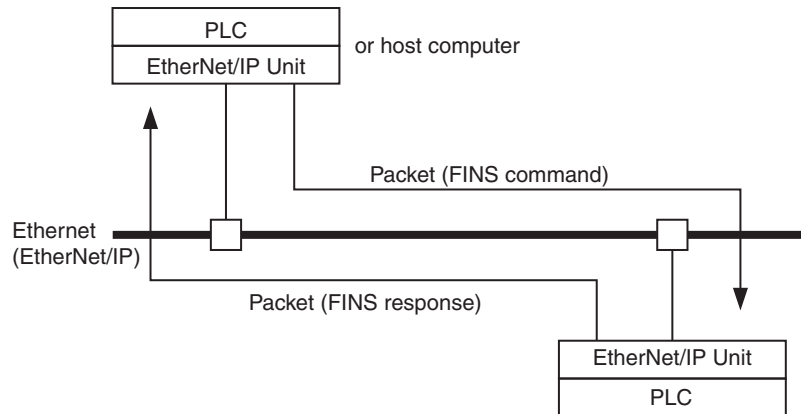 PLC
EtherNet/IP Unit
or host computer
Packet (FINS command)
Ethernet
(EtherNet/IP)
Packet (FINS response)
EtherNet/IP Unit
PLC